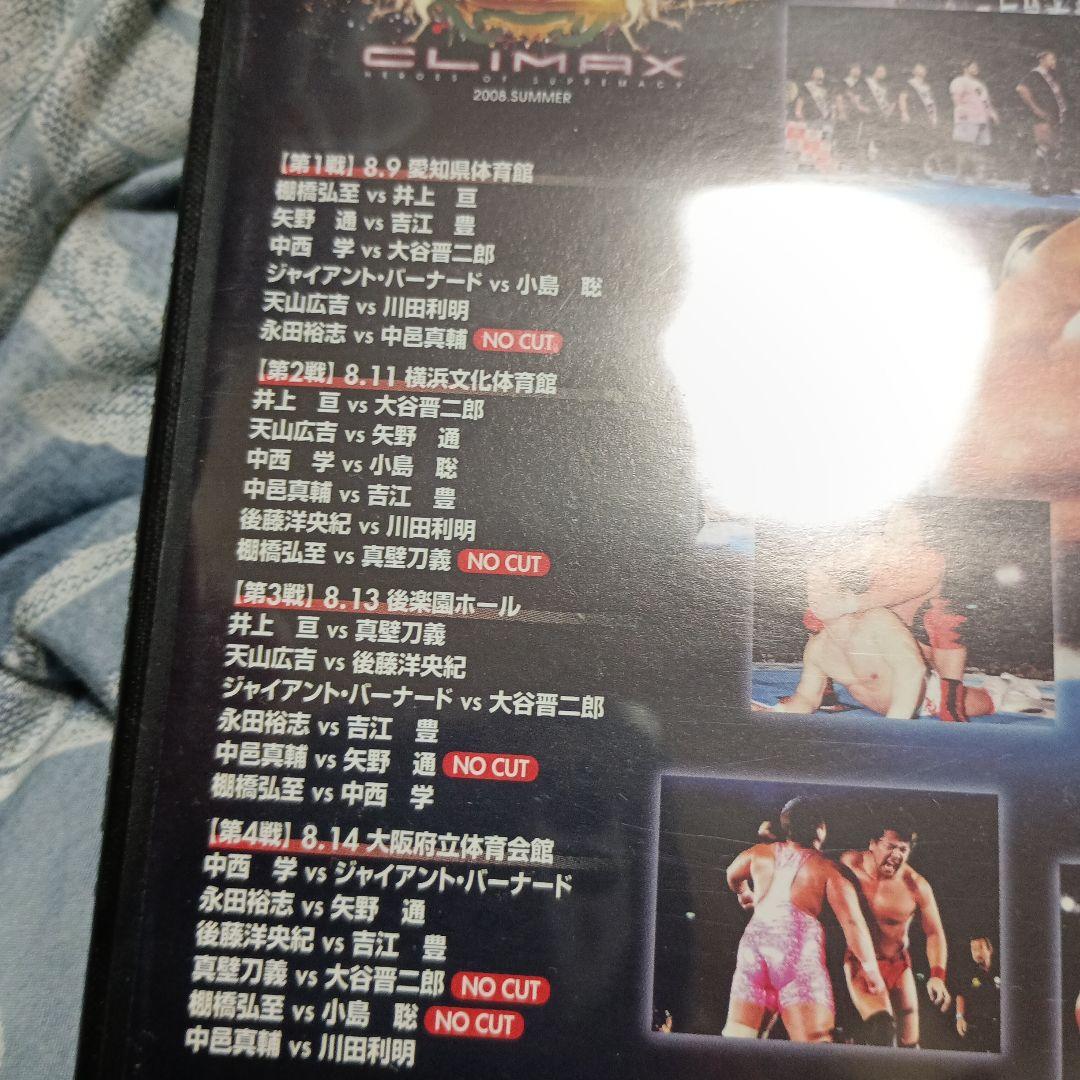 CLIMAX
HEROES OF SUPREMACY
2008.SUMMER
【第1戦】8.9 愛知県体育館
棚橋弘至 vs 井上 亘
矢野 通 vs 吉江 豊
中西 学 vs 大谷晋二郎
ジャイアント・バーナード vs 小島 聡
天山広吉 vs 川田利明
永田裕志 vs 中邑真輔 NO CUT
【第2戦】8.11 横浜文化体育館
井上 亘 vs 大谷晋二郎
天山広吉 vs 矢野 通
中西 学 vs 小島 聡
中邑真輔 vs 吉江 豊
後藤洋央紀 vs 川田利明
棚橋弘至 vs 真壁刀義 NO CUT
【第3戦】8.13 後楽園ホール
井上 亘 vs 真壁刀義
天山広吉 vs 後藤洋央紀
ジャイアント・バーナード vs 大谷晋二郎
永田裕志 vs 吉江 豊
中邑真輔 vs 矢野 通 NO CUT
棚橋弘至 vs 中西 学
【第4戦】8.14 大阪府立体育会館
中西 学 vs ジャイアント・バーナード
永田裕志 vs 矢野 通
後藤洋央紀 vs 吉江 豊
真壁刀義 vs 大谷晋二郎 NO CUT
棚橋弘至 vs 小島 聡 NO CUT
中邑真輔 vs 川田利明